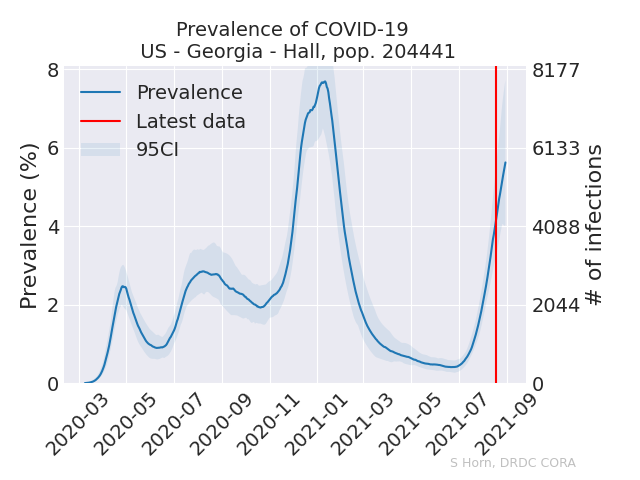 Prevalence of COVID-19
US - Georgia - Hall, pop. 204441
Prevalence
Latest data
95CI
Prevalence (%)
8
6
4
2
0
8177
6133
4088
2044
0
# of infections
2020-03
2020-05
2020-07
2020-09
2020-11
2021-01
2021-03
2021-05
2021-07
2021-09
S Horn, DRDC CORA